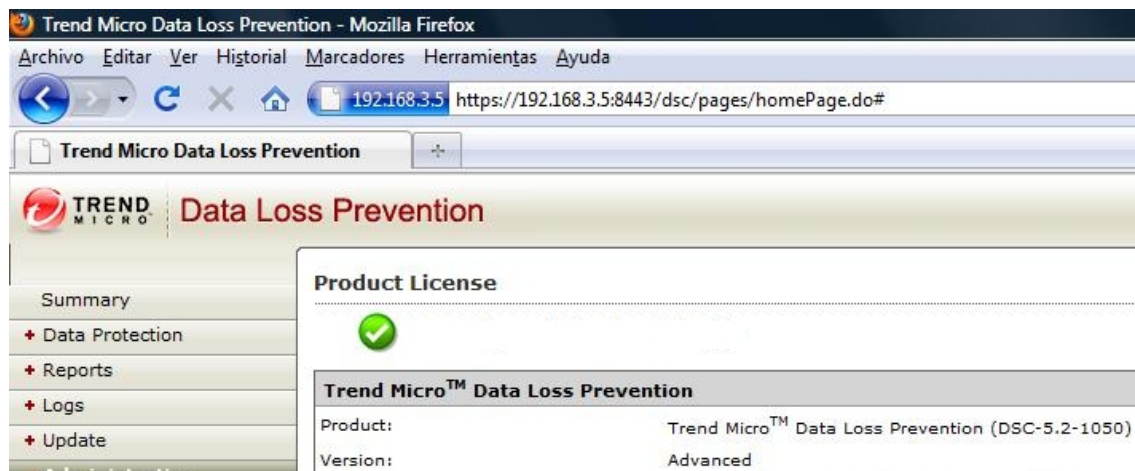 Trend Micro Data Loss Prevention - Mozilla Firefox
Archivo Editar Ver Historial Marcadores Herramientas Ayuda
192.168.3.5 https://192.168.3.5:8443/dsc/pages/homePage.do#
Trend Micro Data Loss Prevention
TREND MICRO Data Loss Prevention
Summary
Data Protection
Reports
Logs
Update
Product License
Trend Micro™ Data Loss Prevention
Product: Trend Micro™ Data Loss Prevention (DSC-5.2-1050)
Version: Advanced